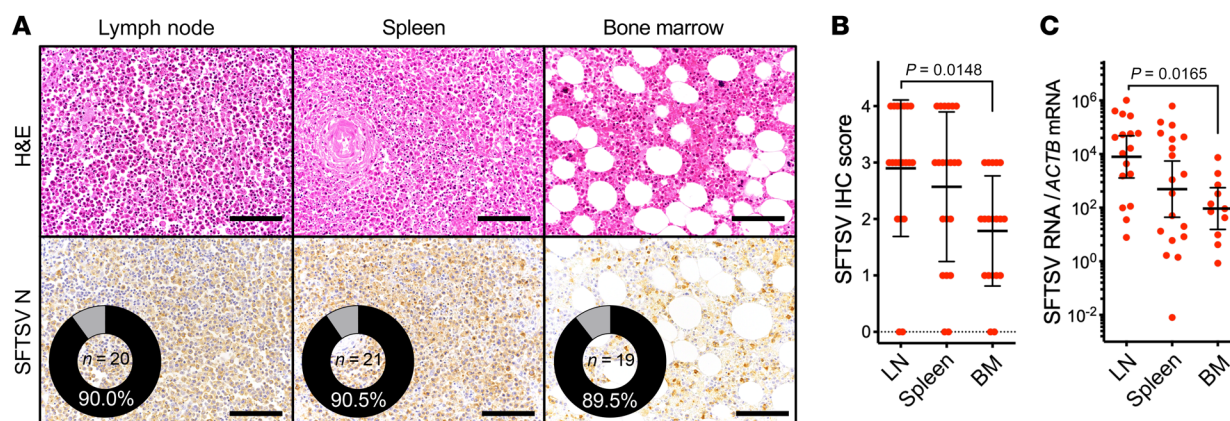 A
Lymph node
Spleen
Bone marrow
H&E
SFTSV N
n = 20
90.0%
n = 21
90.5%
n = 19
89.5%
B
P = 0.0148
SFTSV IHC score
4
3
2
1
0
LN
Spleen
BM
C
P = 0.0165
SFTSV RNA / ACTB mRNA
10^6
10^4
10^2
10^0
10^-2
LN
Spleen
BM